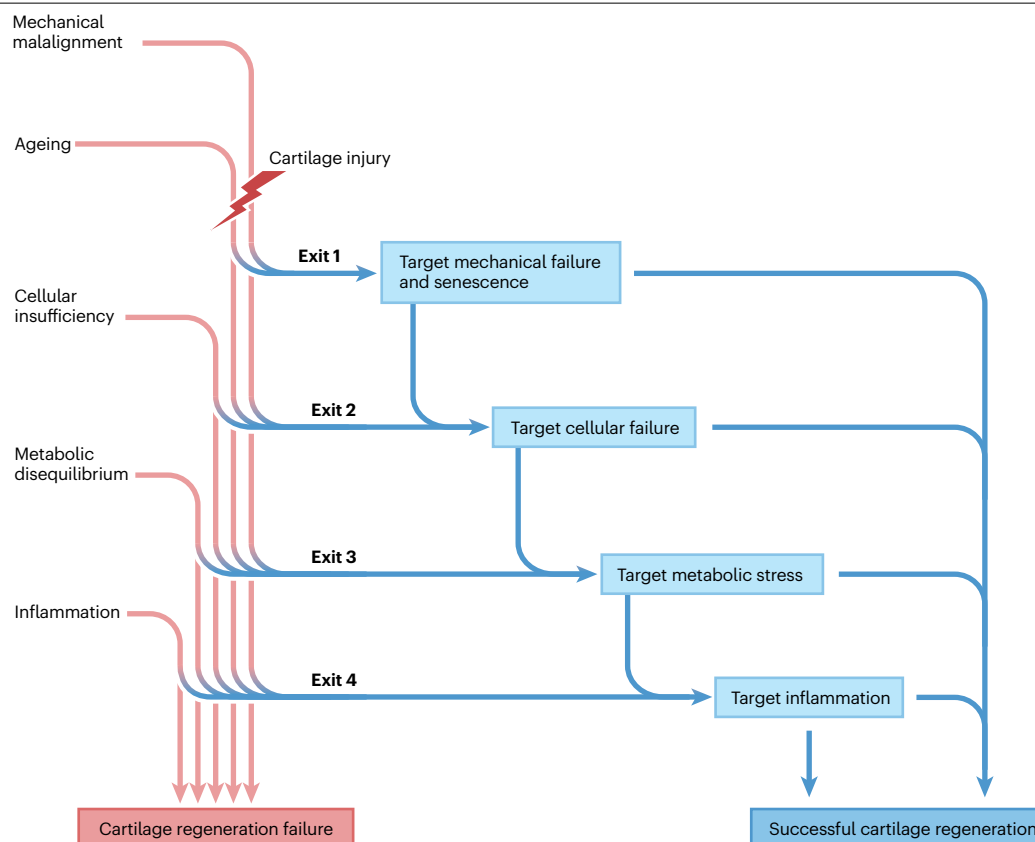 Mechanical
malalignment
Ageing
Cartilage injury
Exit 1
Target mechanical failure
and senescence
Cellular
insufficiency
Exit 2
Target cellular failure
Metabolic
disequilibrium
Exit 3
Target metabolic stress
Inflammation
Exit 4
Target inflammation
Cartilage regeneration failure
Successful cartilage regeneration